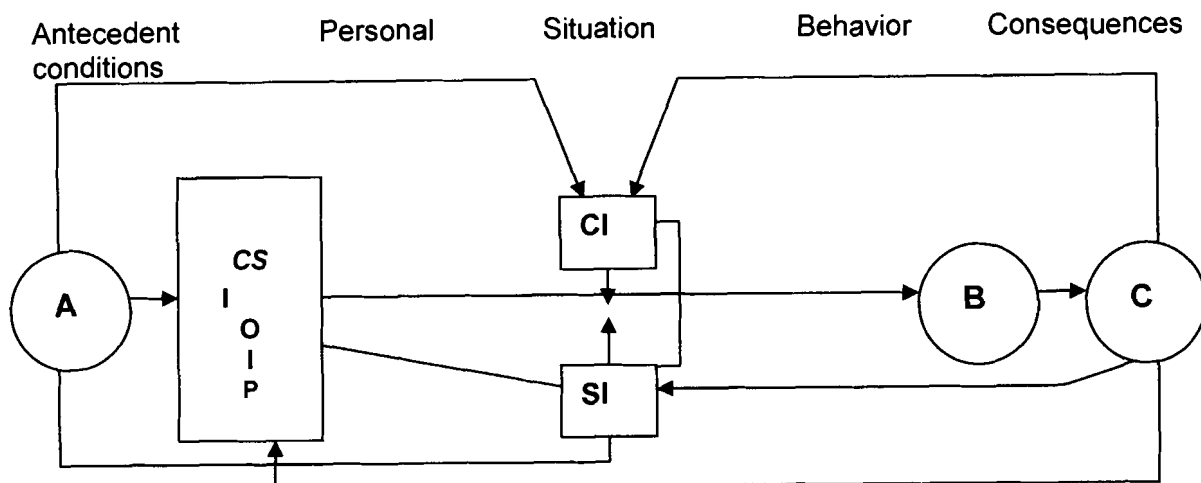 Antecedent
conditions
Personal
Situation
Behavior
Consequences
CI
CS
I
A
O
I
P
B
C
SI